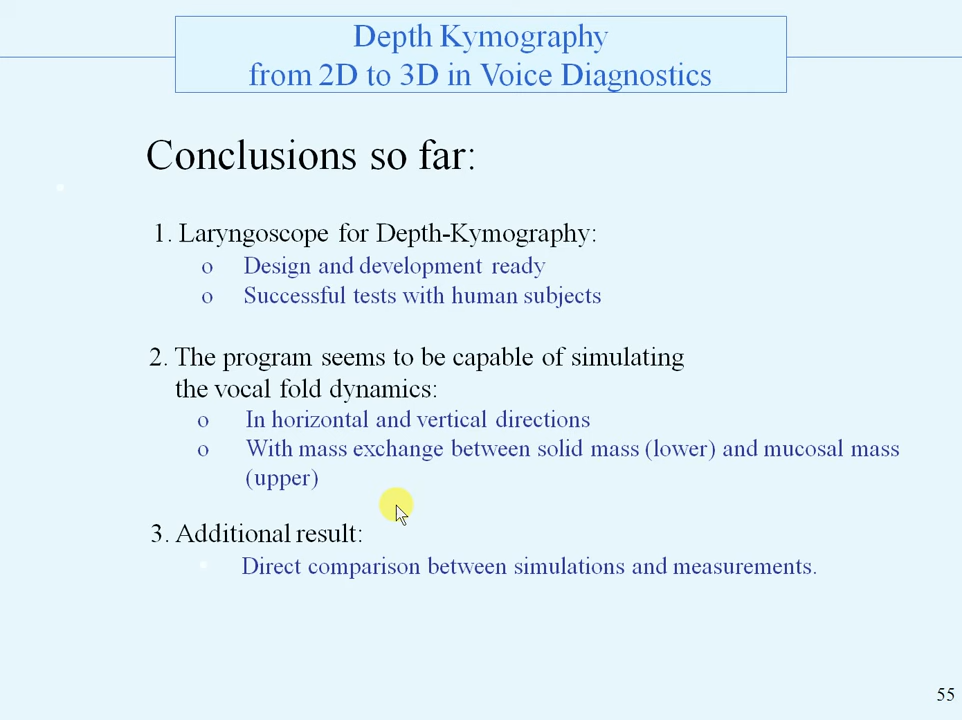 Depth Kymography
from 2D to 3D in Voice Diagnostics
Conclusions so far:
1. Laryngoscope for Depth-Kymography:
o Design and development ready
o Successful tests with human subjects
2. The program seems to be capable of simulating
the vocal fold dynamics:
o In horizontal and vertical directions
o With mass exchange between solid mass (lower) and mucosal mass
(upper)
3. Additional result:
• Direct comparison between simulations and measurements.
55